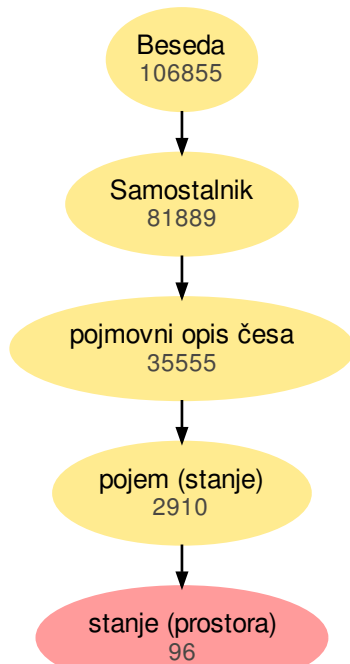 Beseda
106855
Samostalnik
81889
pojmovni opis česa
35555
pojem (stanje)
2910
stanje (prostora)
96